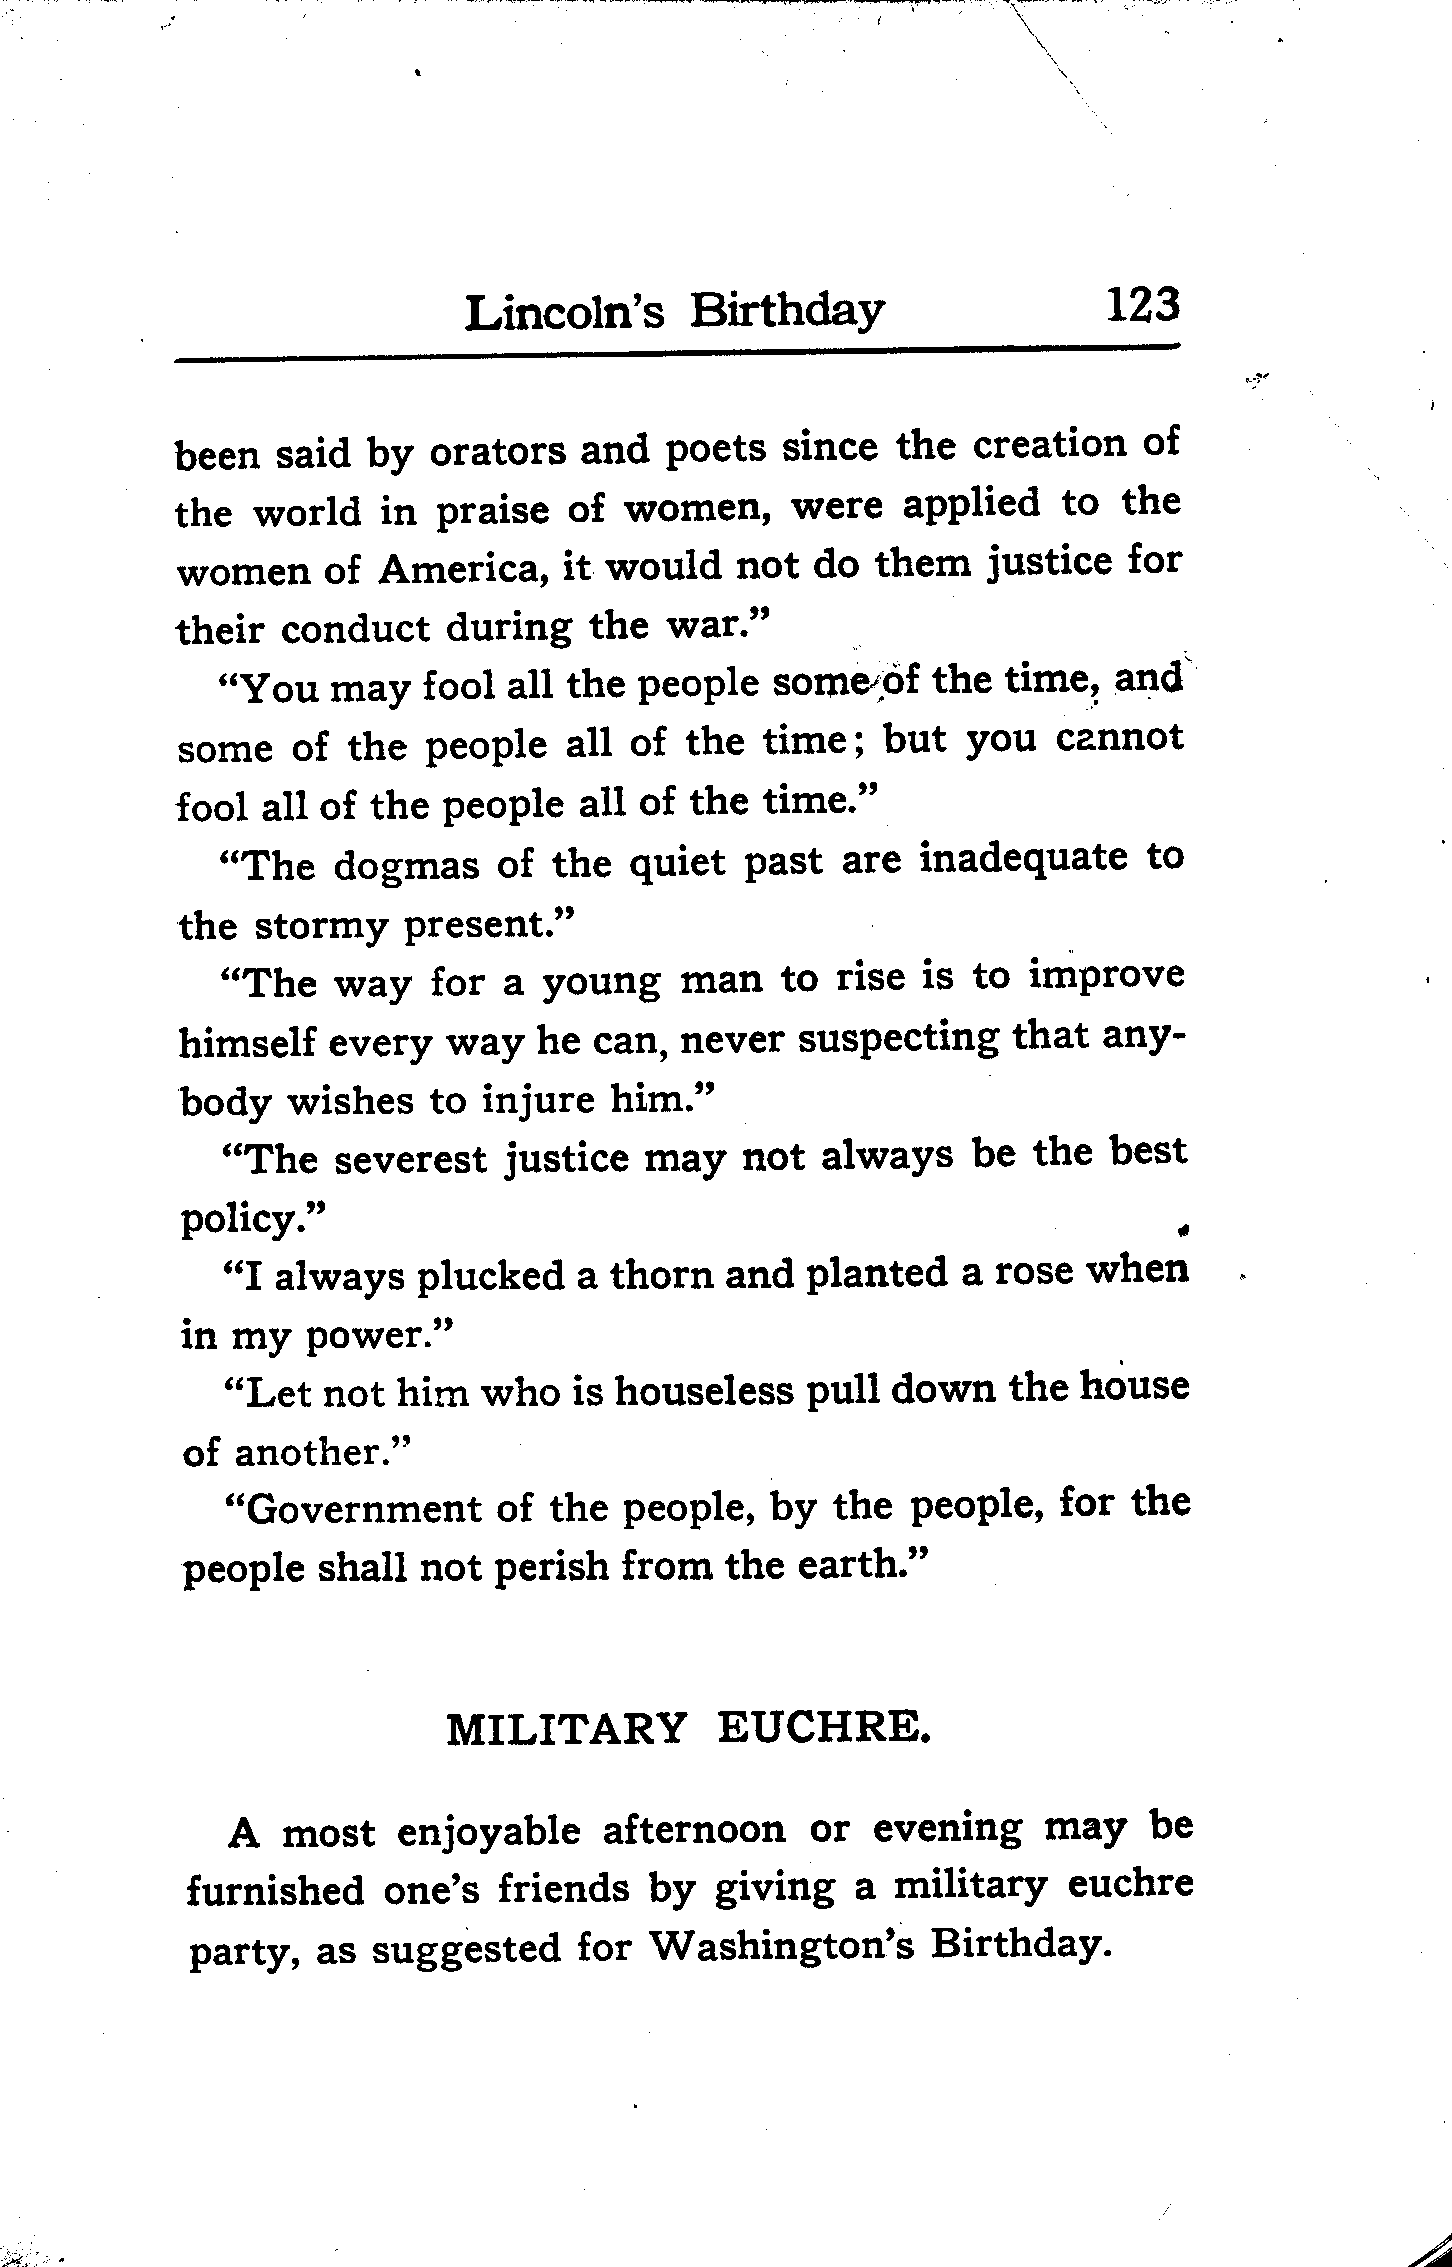 Lincoln's Birthday 123
been said by orators and poets since the creation of
the world in praise of women, were applied to the
women of America, it would not do them justice for
their conduct during the war.”
“You may fool all the people some of the time, and
some of the people all of the time; but you cannot
fool all of the people all of the time.”
“The dogmas of the quiet past are inadequate to
the stormy present.”
“The way for a young man to rise is to improve
himself every way he can, never suspecting that any-
body wishes to injure him.”
“The severest justice may not always be the best
policy.”
“I always plucked a thorn and planted a rose when
in my power.”
“Let not him who is houseless pull down the house
of another.”
“Government of the people, by the people, for the
people shall not perish from the earth.”
MILITARY EUCHRE.
A most enjoyable afternoon or evening may be
furnished one's friends by giving a military euchre
party, as suggested for Washington's Birthday.